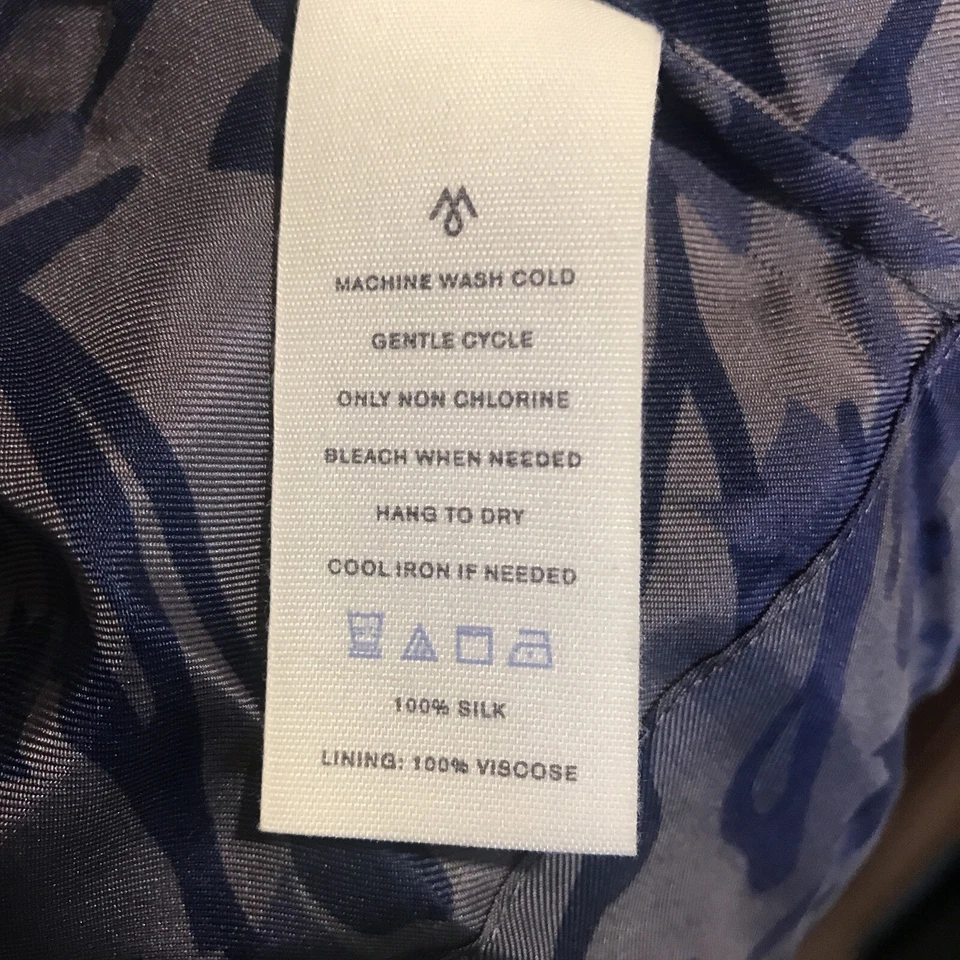 MACHINE WASH COLD
GENTLE CYCLE
ONLY NON CHLORINE
BLEACH WHEN NEEDED
HANG TO DRY
COOL IRON IF NEEDED
100% SILK
LINING: 100% VISCOSE